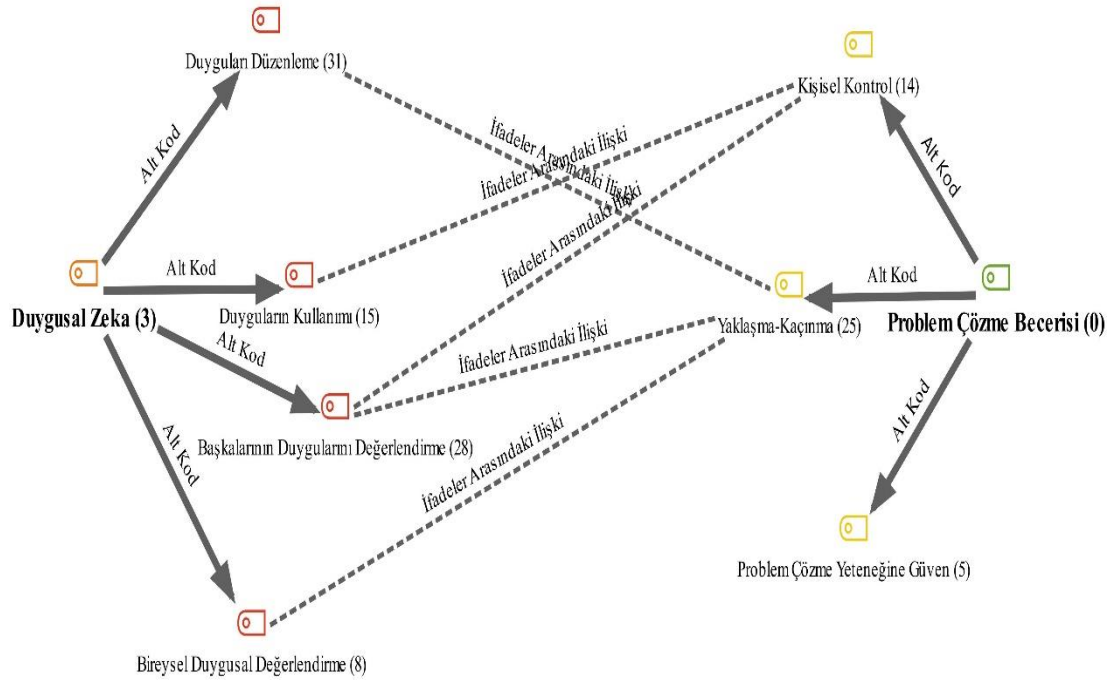 Duyguları Düzenleme (31)
Kişisel Kontrol (14)
Alt Kod
İfadeler Arasındaki İlişki
İfadeler Arasındaki İlişki
Alt Kod
İfadeler Arasındaki İlişki
Alt Kod
Alt Kod
Duygusal Zeka (3)
Duyguların Kullanımı (15)
Yaklaşma-Kaçınma (25)
Problem Çözme Becerisi (0)
Alt Kod
İfadeler Arasındaki İlişki
Alt Kod
Başkalarının Duygularını Değerlendirme (28)
Alt Kod
İfadeler Arasındaki İlişki
Problem Çözme Yeteneğine Güven (5)
Bireysel Duygusal Değerlendirme (8)